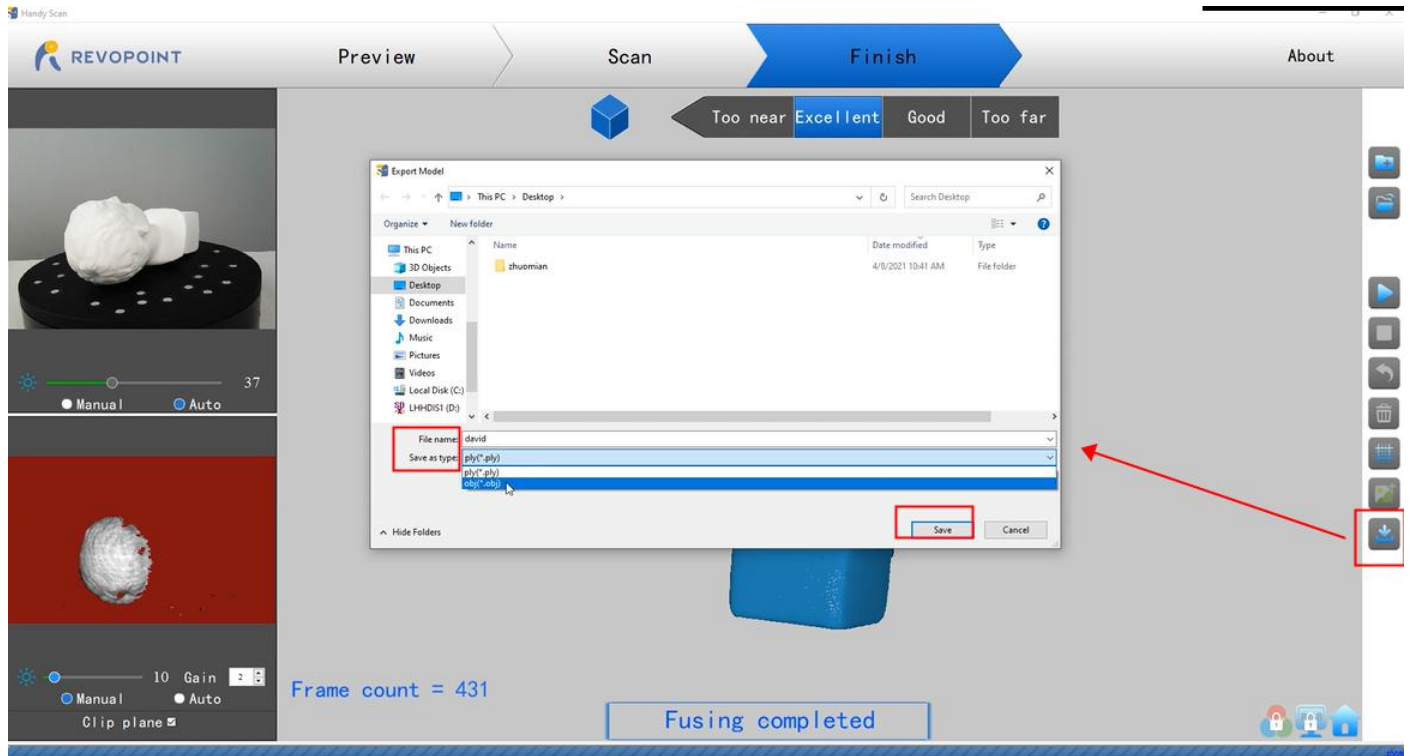 Handy Scan
REVOPOINT
Preview
Scan
Finish
About
Too near
Excellent
Good
Too far
Export Model
This PC > Desktop >
Search Desktop
Organize
New folder
Name
Date modified
Type
This PC
3D Objects
Desktop
Documents
Downloads
Music
Pictures
Videos
Local Disk (C:)
LHHDIS1 (D:)
zhuomian
4/8/2021 10:41 AM
File folder
File name: david
Save as type: ply(*.ply)
ply(*.ply)
obj(*.obj)
Hide Folders
Save
Cancel
37
Manual
Auto
10 Gain 2
Manual
Auto
Clip plane
Frame count = 431
Fusing completed